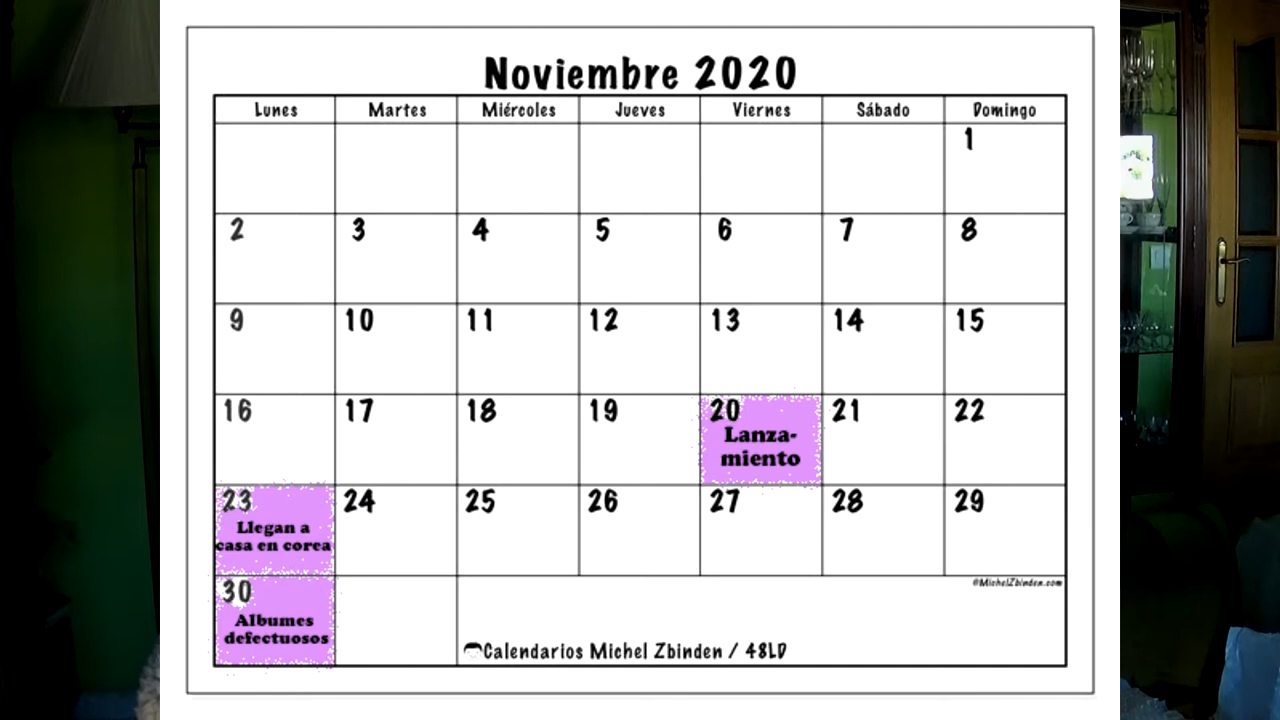 Noviembre 2020
Lunes Martes Miércoles Jueves Viernes Sábado Domingo
1
2 3 4 5 6 7 8
9 10 11 12 13 14 15
16 17 18 19 20 21 22
Lanza-
miento
23 24 25 26 27 28 29
Llegan a
casa en corea
30
Albumes
defectuosos
©MichelZbinden.com
Calendarios Michel Zbinden / 48LD